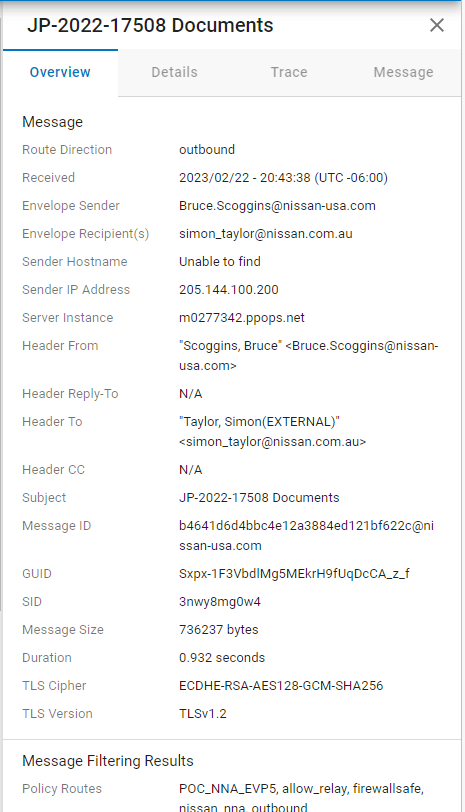 JP-2022-17508 Documents
Overview Details Trace Message
Message
Route Direction outbound
Received 2023/02/22 - 20:43:38 (UTC -06:00)
Envelope Sender Bruce.Scoggins@nissan-usa.com
Envelope Recipient(s) simon_taylor@nissan.com.au
Sender Hostname Unable to find
Sender IP Address 205.144.100.200
Server Instance m0277342.ppops.net
Header From "Scoggins, Bruce" <Bruce.Scoggins@nissan-
usa.com>
Header Reply-To N/A
Header To "Taylor, Simon(EXTERNAL)"
<simon_taylor@nissan.com.au>
Header CC N/A
Subject JP-2022-17508 Documents
Message ID b4641d6d4bbc4e12a3884ed121bf622c@ni
ssan-usa.com
GUID Sxpx-1F3VbdlMg5MEkrH9fUqDcCA_z_f
SID 3nwy8mg0w4
Message Size 736237 bytes
Duration 0.932 seconds
TLS Cipher ECDHE-RSA-AES128-GCM-SHA256
TLS Version TLSv1.2
Message Filtering Results
Policy Routes POC_NNA_EVP5, allow_relay, firewallsafe,
nissan_nna, outbound